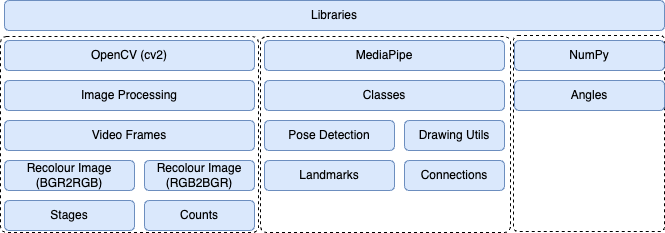 Libraries
OpenCV (cv2)
MediaPipe
NumPy
Image Processing
Classes
Angles
Video Frames
Pose Detection
Drawing Utils
Recolour Image
(BGR2RGB)
Recolour Image
(RGB2BGR)
Landmarks
Connections
Stages
Counts